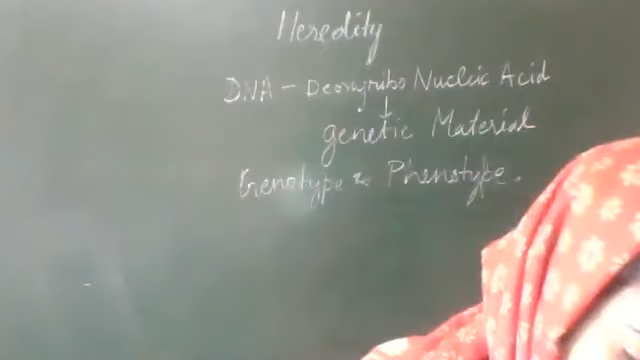 Heredity
DNA - Deoxyribo Nucleic Acid
↓
genetic Material
Genotype & Phenotype.